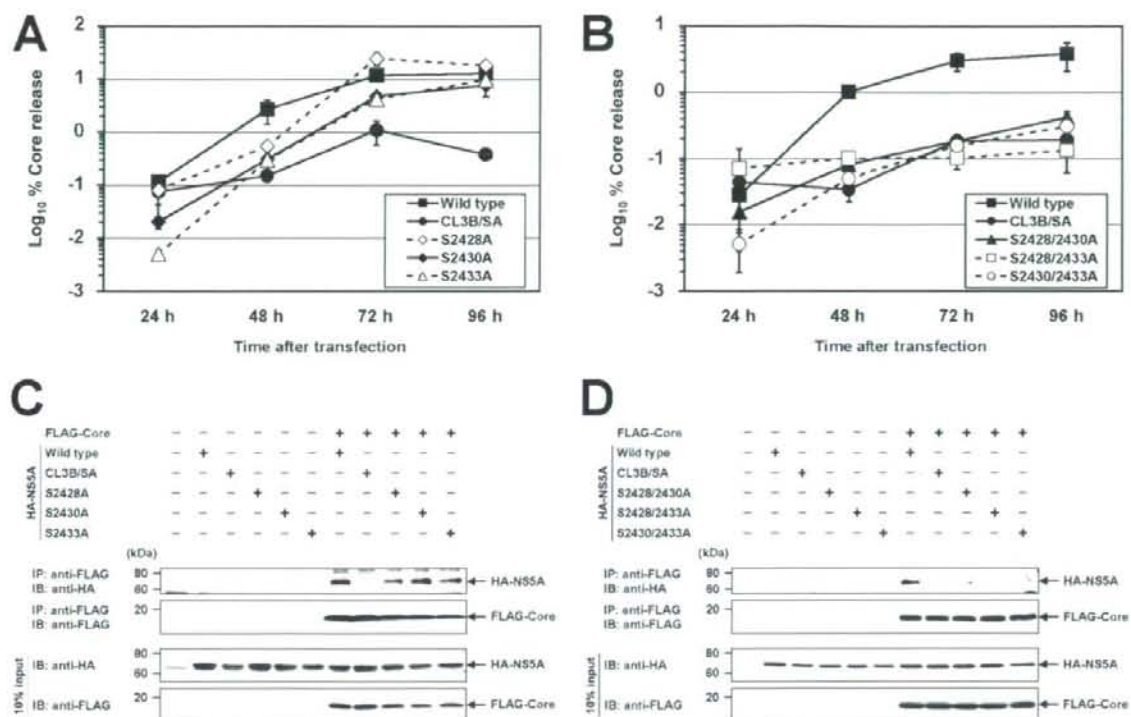 A
Log10 % Core release
2
1
0
-1
-2
-3
Wild type
CL3B/SA
S2428A
S2430A
S2433A
24 h 48 h 72 h 96 h
Time after transfection
B
Log10 % Core release
1
0
-1
-2
-3
Wild type
CL3B/SA
S2428/2430A
S2428/2433A
S2430/2433A
24 h 48 h 72 h 96 h
Time after transfection
C
FLAG-Core − − − − − − + + + + +
HA-NS5A
Wild type − + − − − − + − − − −
CL3B/SA − − + − − − − + − − −
S2428A − − − + − − − − + − −
S2430A − − − − + − − − − + −
S2433A − − − − − + − − − − +
(kDa)
IP: anti-FLAG
IB: anti-HA
80
60
HA-NS5A
IP: anti-FLAG
IB: anti-FLAG
20
FLAG-Core
10% input
IB: anti-HA
80
60
HA-NS5A
IB: anti-FLAG
20
FLAG-Core
D
FLAG-Core − − − − − − + + + + +
HA-NS5A
Wild type − + − − − − + − − − −
CL3B/SA − − + − − − − + − − −
S2428/2430A − − − + − − − − + − −
S2428/2433A − − − − + − − − − + −
S2430/2433A − − − − − + − − − − +
(kDa)
IP: anti-FLAG
IB: anti-HA
80
60
HA-NS5A
IP: anti-FLAG
IB: anti-FLAG
20
FLAG-Core
10% input
IB: anti-HA
80
60
HA-NS5A
IB: anti-FLAG
20
FLAG-Core